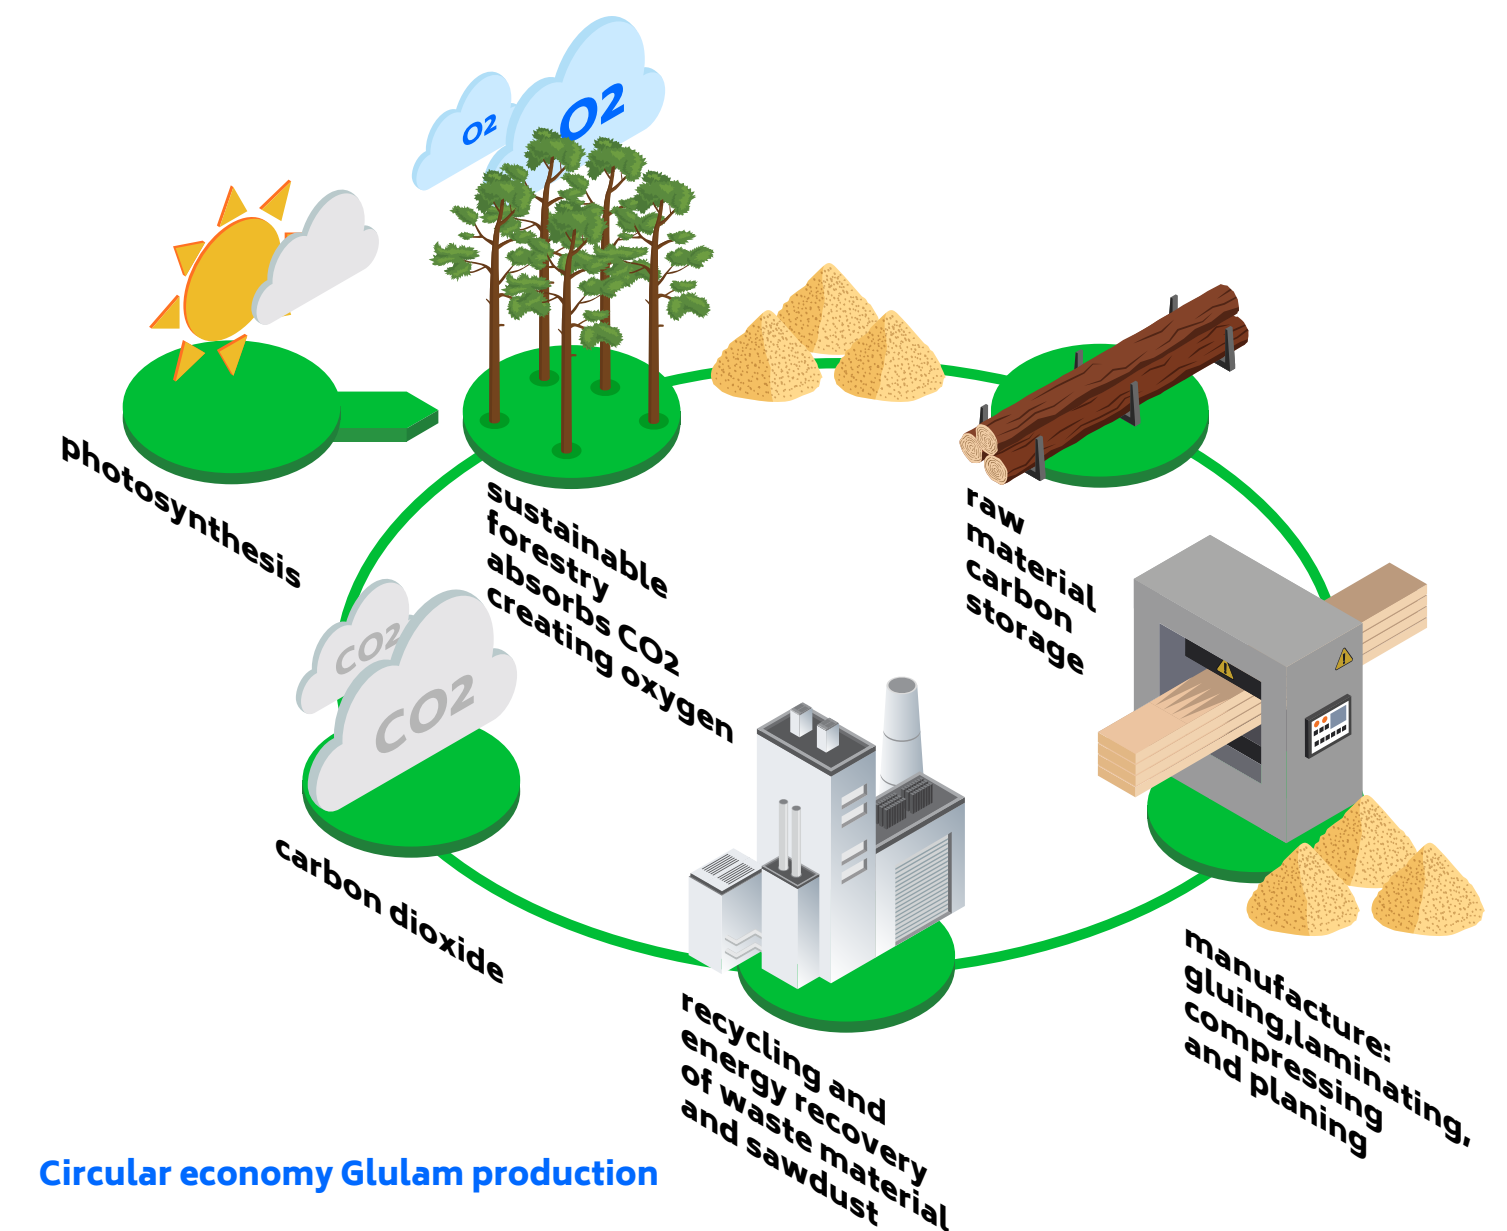 O2
O2
photosynthesis
sustainable
forestry
absorbs CO2
creating oxygen
raw
material
carbon
storage
CO2
CO2
carbon dioxide
recycling and
energy recovery
of waste material
and sawdust
manufacture:
gluing,laminating,
compressing
and planing
Circular economy Glulam production